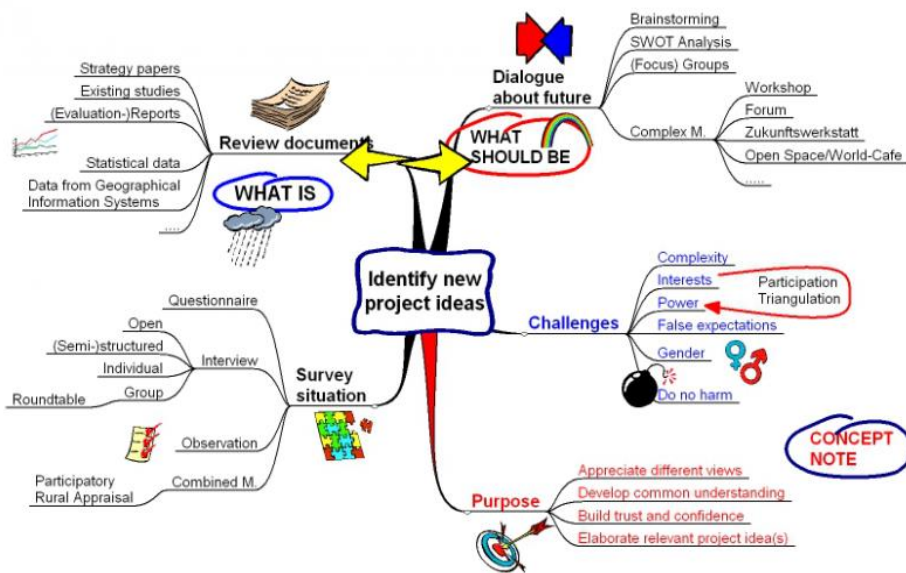 Brainstorming
SWOT Analysis
(Focus) Groups
Dialogue
about future
Complex M.
Workshop
Forum
Zukunftswerkstatt
Open Space/World-Cafe
.....
WHAT
SHOULD BE
Strategy papers
Existing studies
(Evaluation-)Reports
Statistical data
Data from Geographical
Information Systems
....
Review documents
WHAT IS
Identify new
project ideas
Challenges
Complexity
Interests
Power
False expectations
Gender
Do no harm
Participation
Triangulation
Questionnaire
Open
(Semi-)structured
Individual
Group
Roundtable
Interview
Survey
situation
Observation
Participatory
Rural Appraisal
Combined M.
Purpose
Appreciate different views
Develop common understanding
Build trust and confidence
Elaborate relevant project idea(s)
CONCEPT
NOTE